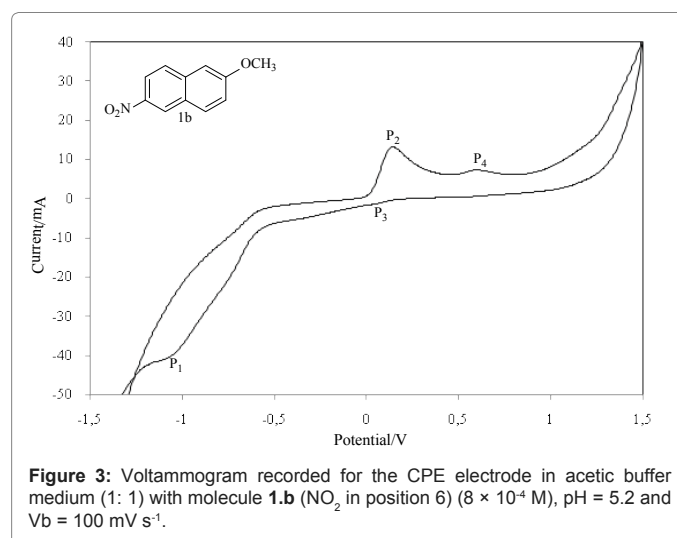 40
30
20
10
0
-10
-20
-30
-40
-50
Current/mA
OCH3
O2N
1b
P2
P4
P3
P1
-1,5 -1 -0,5 0 0,5 1 1,5
Potential/V
Figure 3: Voltammogram recorded for the CPE electrode in acetic buffer
medium (1: 1) with molecule 1.b (NO2 in position 6) (8 × 10-4 M), pH = 5.2 and
Vb = 100 mV s-1.